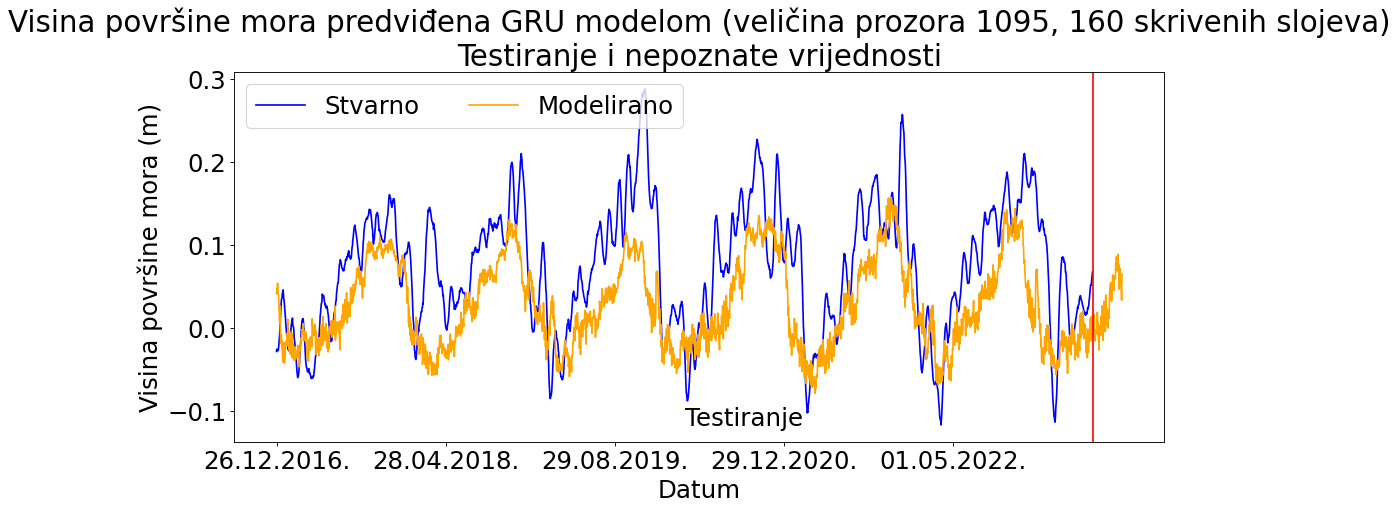 Visina površine mora predviđena GRU modelom (veličina prozora 1095, 160 skrivenih slojeva)
Testiranje i nepoznate vrijednosti
Stvarno
Modelirano
Visina površine mora (m)
0.3
0.2
0.1
0.0
−0.1
Testiranje
26.12.2016.
28.04.2018.
29.08.2019.
29.12.2020.
01.05.2022.
Datum